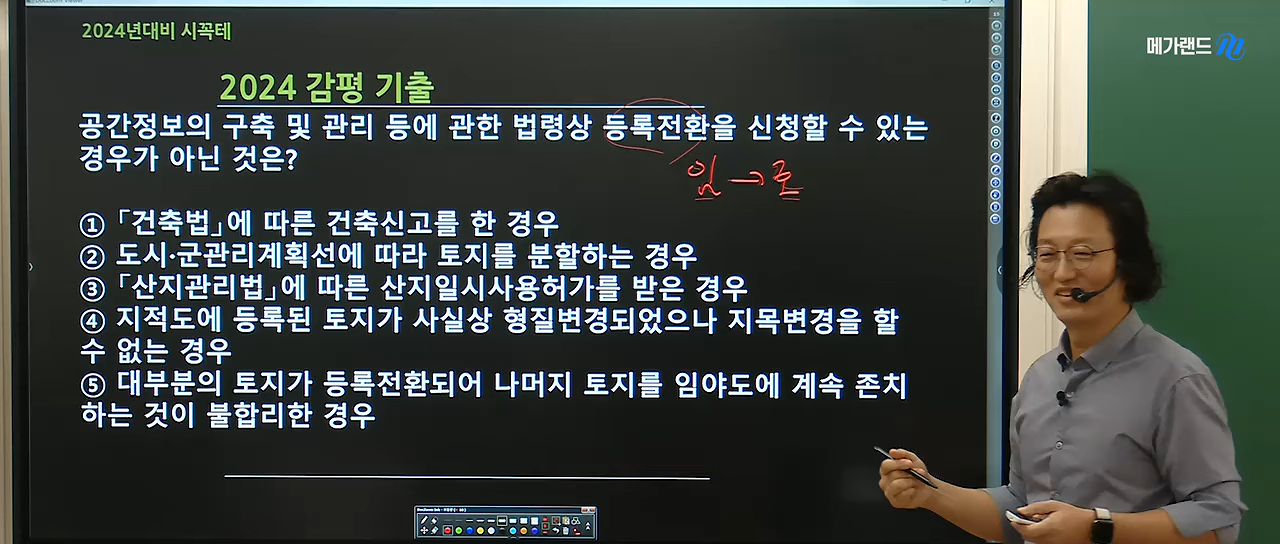 2024년대비 시꼭테
메가랜드
2024 감평 기출
공간정보의 구축 및 관리 등에 관한 법령상 등록전환을 신청할 수 있는
경우가 아닌 것은?
임 → 토
① 「건축법」에 따른 건축신고를 한 경우
② 도시·군관리계획선에 따라 토지를 분할하는 경우
③ 「산지관리법」에 따른 산지일시사용허가를 받은 경우
④ 지적도에 등록된 토지가 사실상 형질변경되었으나 지목변경을 할
수 없는 경우
⑤ 대부분의 토지가 등록전환되어 나머지 토지를 임야도에 계속 존치
하는 것이 불합리한 경우